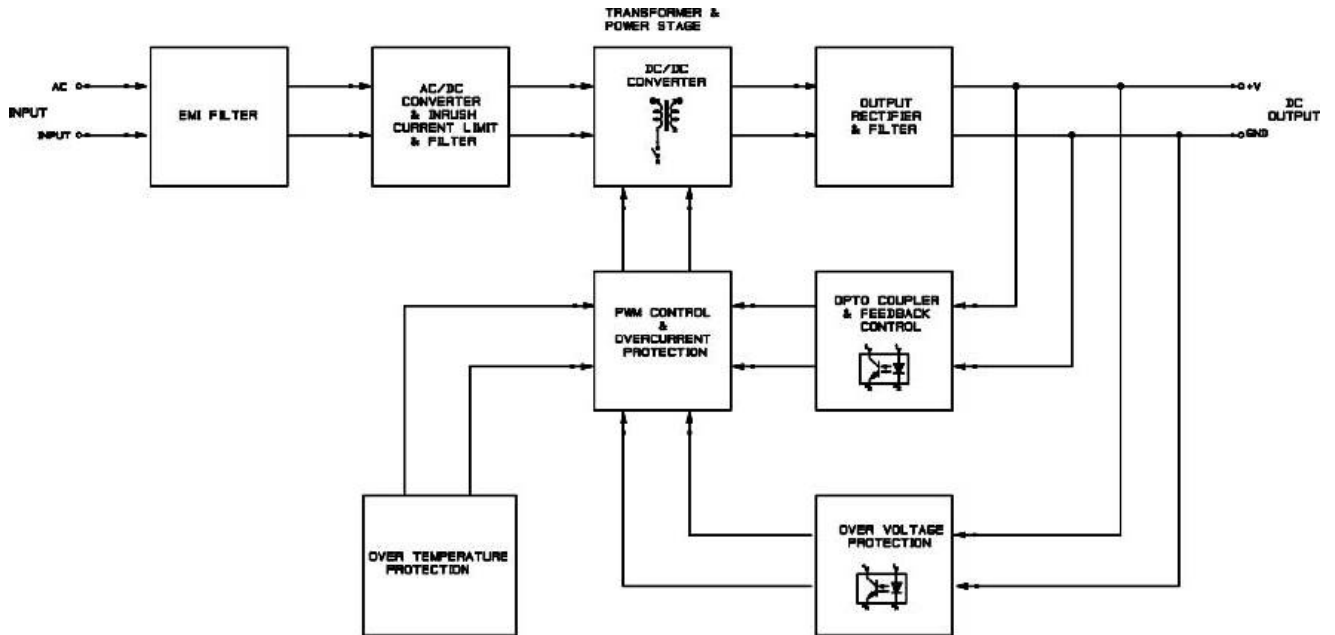 TRANSFORMER &
POWER STAGE
AC
INPUT
INPUT
EMI FILTER
AC/DC
CONVERTER
& INRUSH
CURRENT LIMIT
& FILTER
DC/DC
CONVERTER
OUTPUT
RECTIFIER
& FILTER
+V
GND
DC
OUTPUT
PWM CONTROL
&
OVERCURRENT
PROTECTION
OPTO COUPLER
& FEEDBACK
CONTROL
OVER TEMPERATURE
PROTECTION
OVER VOLTAGE
PROTECTION